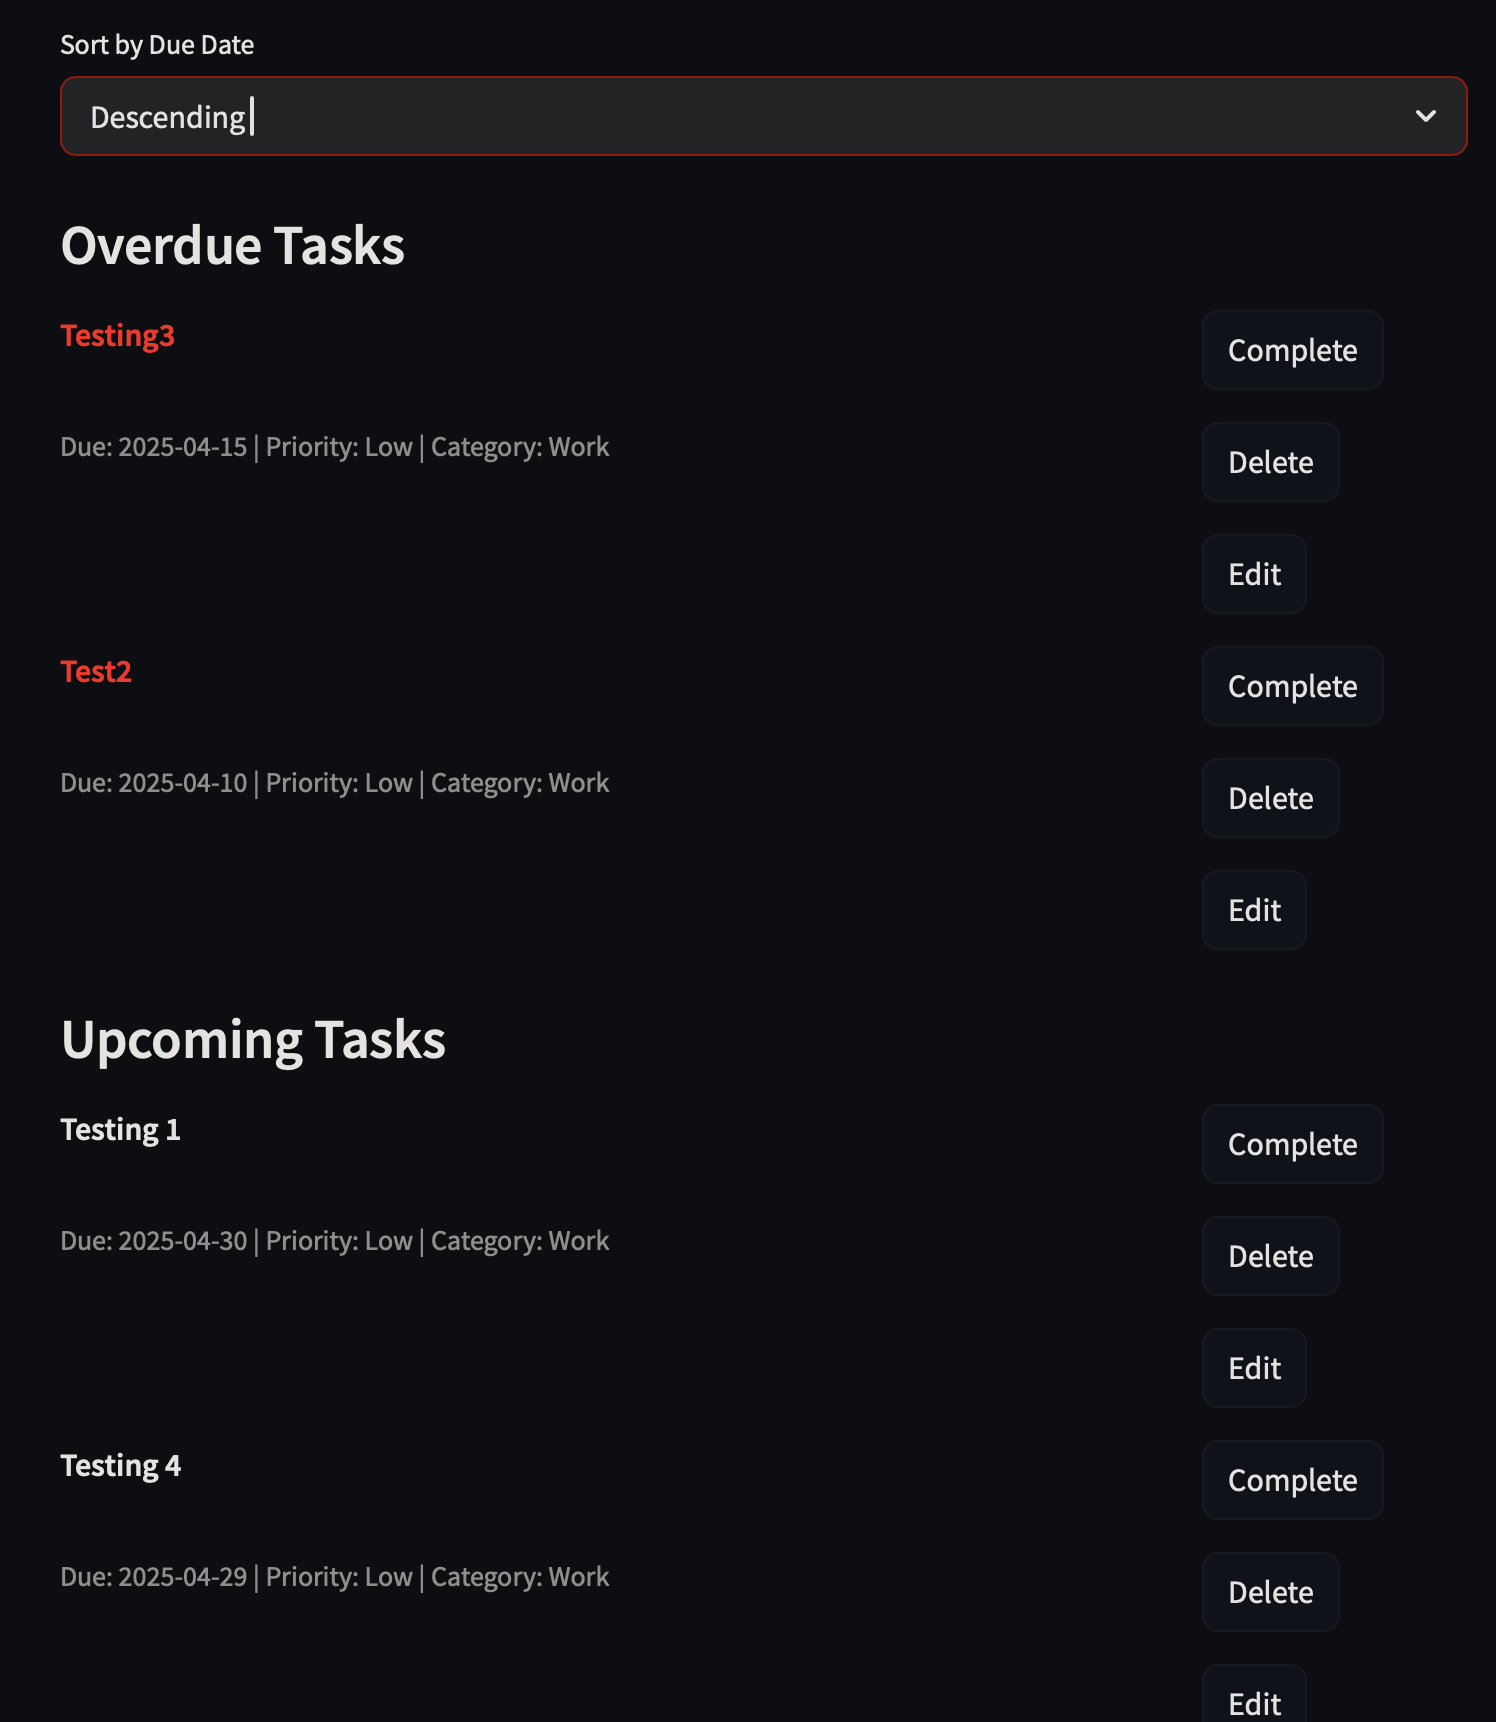 Sort by Due Date
Descending
Overdue Tasks
Testing3
Complete
Due: 2025-04-15 | Priority: Low | Category: Work
Delete
Edit
Test2
Complete
Due: 2025-04-10 | Priority: Low | Category: Work
Delete
Edit
Upcoming Tasks
Testing 1
Complete
Due: 2025-04-30 | Priority: Low | Category: Work
Delete
Edit
Testing 4
Complete
Due: 2025-04-29 | Priority: Low | Category: Work
Delete
Edit